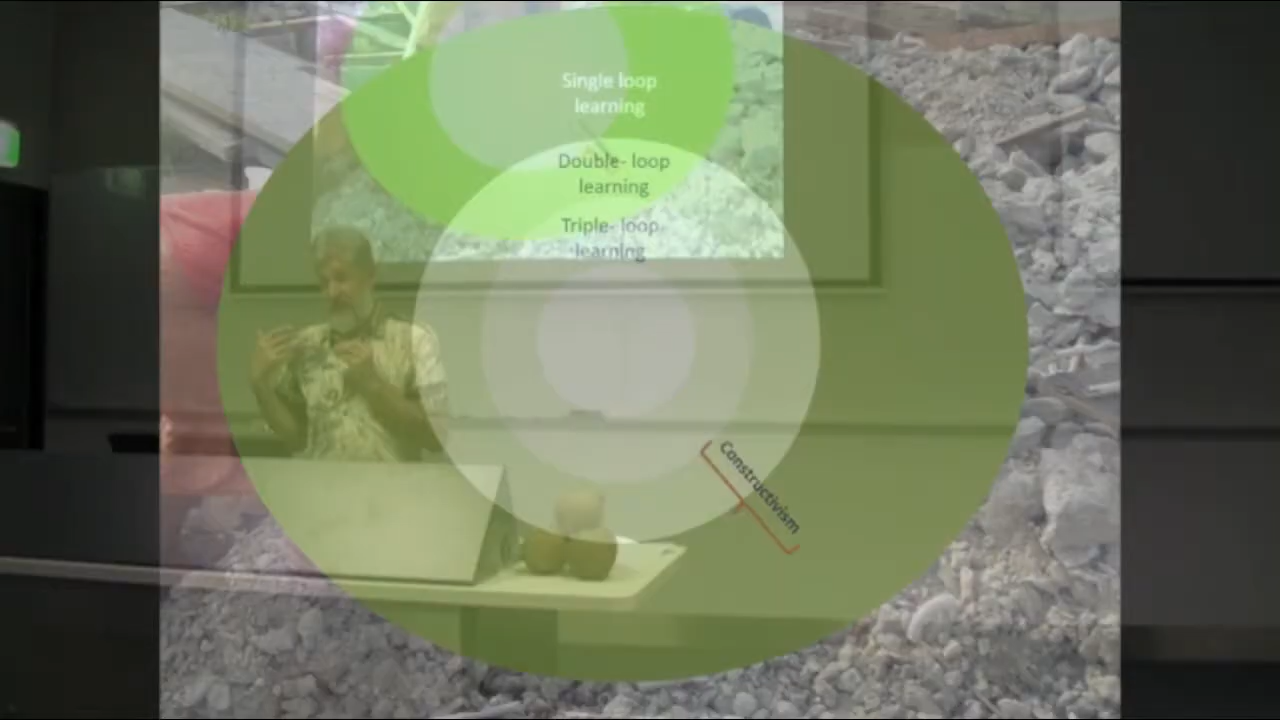 Single loop
learning
Double- loop
learning
Triple- loop
learning
Constructivism